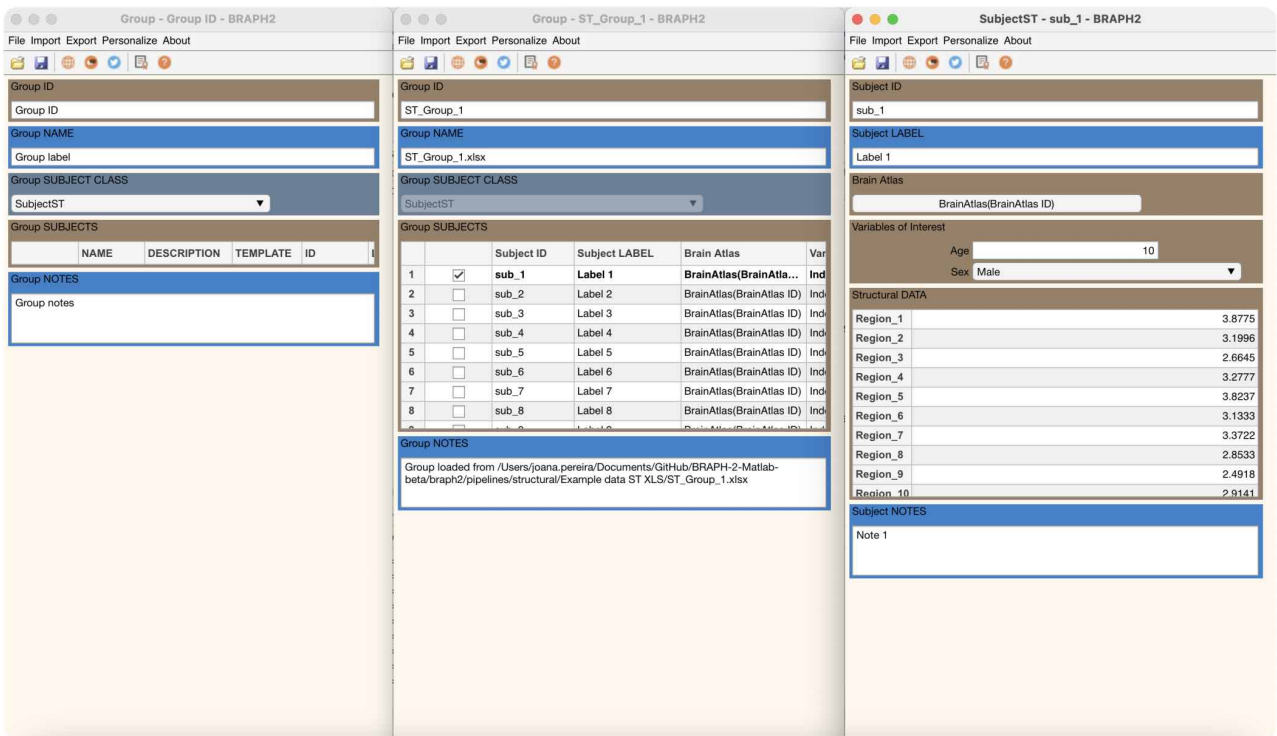 Group - Group ID - BRAPH2
File Import Export Personalize About
Group ID
Group ID
Group NAME
Group label
Group SUBJECT CLASS
SubjectST
Group SUBJECTS
NAME DESCRIPTION TEMPLATE ID
Group NOTES
Group notes
Group - ST_Group_1 - BRAPH2
File Import Export Personalize About
Group ID
ST_Group_1
Group NAME
ST_Group_1.xlsx
Group SUBJECT CLASS
SubjectST
Group SUBJECTS
Subject ID Subject LABEL Brain Atlas Var
1 sub_1 Label 1 BrainAtlas(BrainAtla... Ind
2 sub_2 Label 2 BrainAtlas(BrainAtlas ID) Ind
3 sub_3 Label 3 BrainAtlas(BrainAtlas ID) Ind
4 sub_4 Label 4 BrainAtlas(BrainAtlas ID) Ind
5 sub_5 Label 5 BrainAtlas(BrainAtlas ID) Ind
6 sub_6 Label 6 BrainAtlas(BrainAtlas ID) Ind
7 sub_7 Label 7 BrainAtlas(BrainAtlas ID) Ind
8 sub_8 Label 8 BrainAtlas(BrainAtlas ID) Ind
Group NOTES
Group loaded from /Users/joana.pereira/Documents/GitHub/BRAPH-2-Matlab-
beta/braph2/pipelines/structural/Example data ST XLS/ST_Group_1.xlsx
SubjectST - sub_1 - BRAPH2
File Import Export Personalize About
Subject ID
sub_1
Subject LABEL
Label 1
Brain Atlas
BrainAtlas(BrainAtlas ID)
Variables of Interest
Age 10
Sex Male
Structural DATA
Region_1 3.8775
Region_2 3.1996
Region_3 2.6645
Region_4 3.2777
Region_5 3.8237
Region_6 3.1333
Region_7 3.3722
Region_8 2.8533
Region_9 2.4918
Region_10 2.9141
Subject NOTES
Note 1